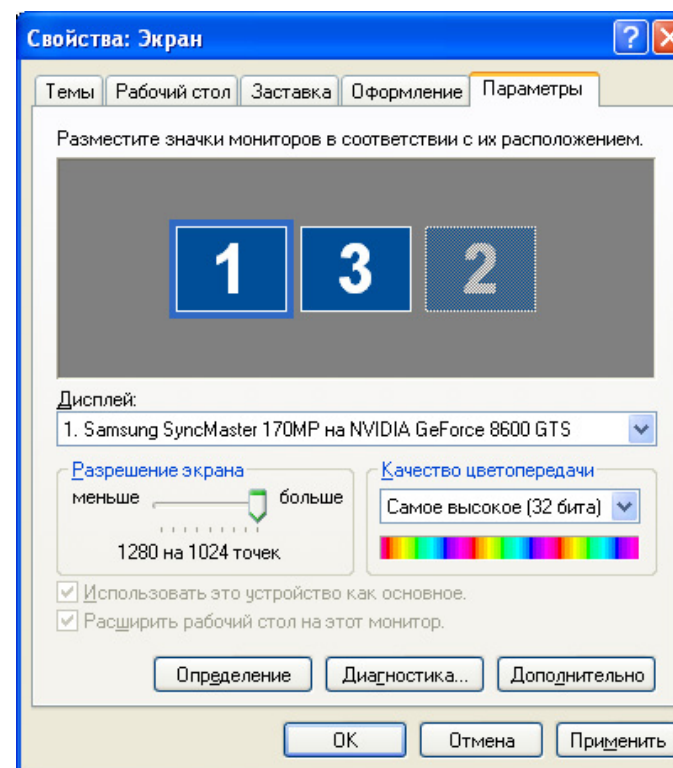 Свойства: Экран
?
Темы Рабочий стол Заставка Оформление Параметры
Разместите значки мониторов в соответствии с их расположением.
1 3 2
Дисплей:
1. Samsung SyncMaster 170MP на NVIDIA GeForce 8600 GTS
Разрешение экрана Качество цветопередачи
меньше больше Самое высокое (32 бита)
1280 на 1024 точек
Использовать это устройство как основное.
Расширить рабочий стол на этот монитор.
Определение Диагностика... Дополнительно
OK Отмена Применить